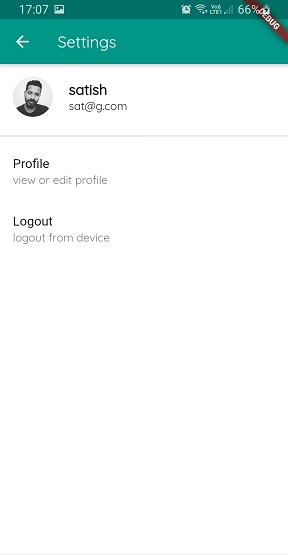 17:07 Vo)) LTE1 66%
DEBUG
Settings
satish
sat@g.com
Profile
view or edit profile
Logout
logout from device